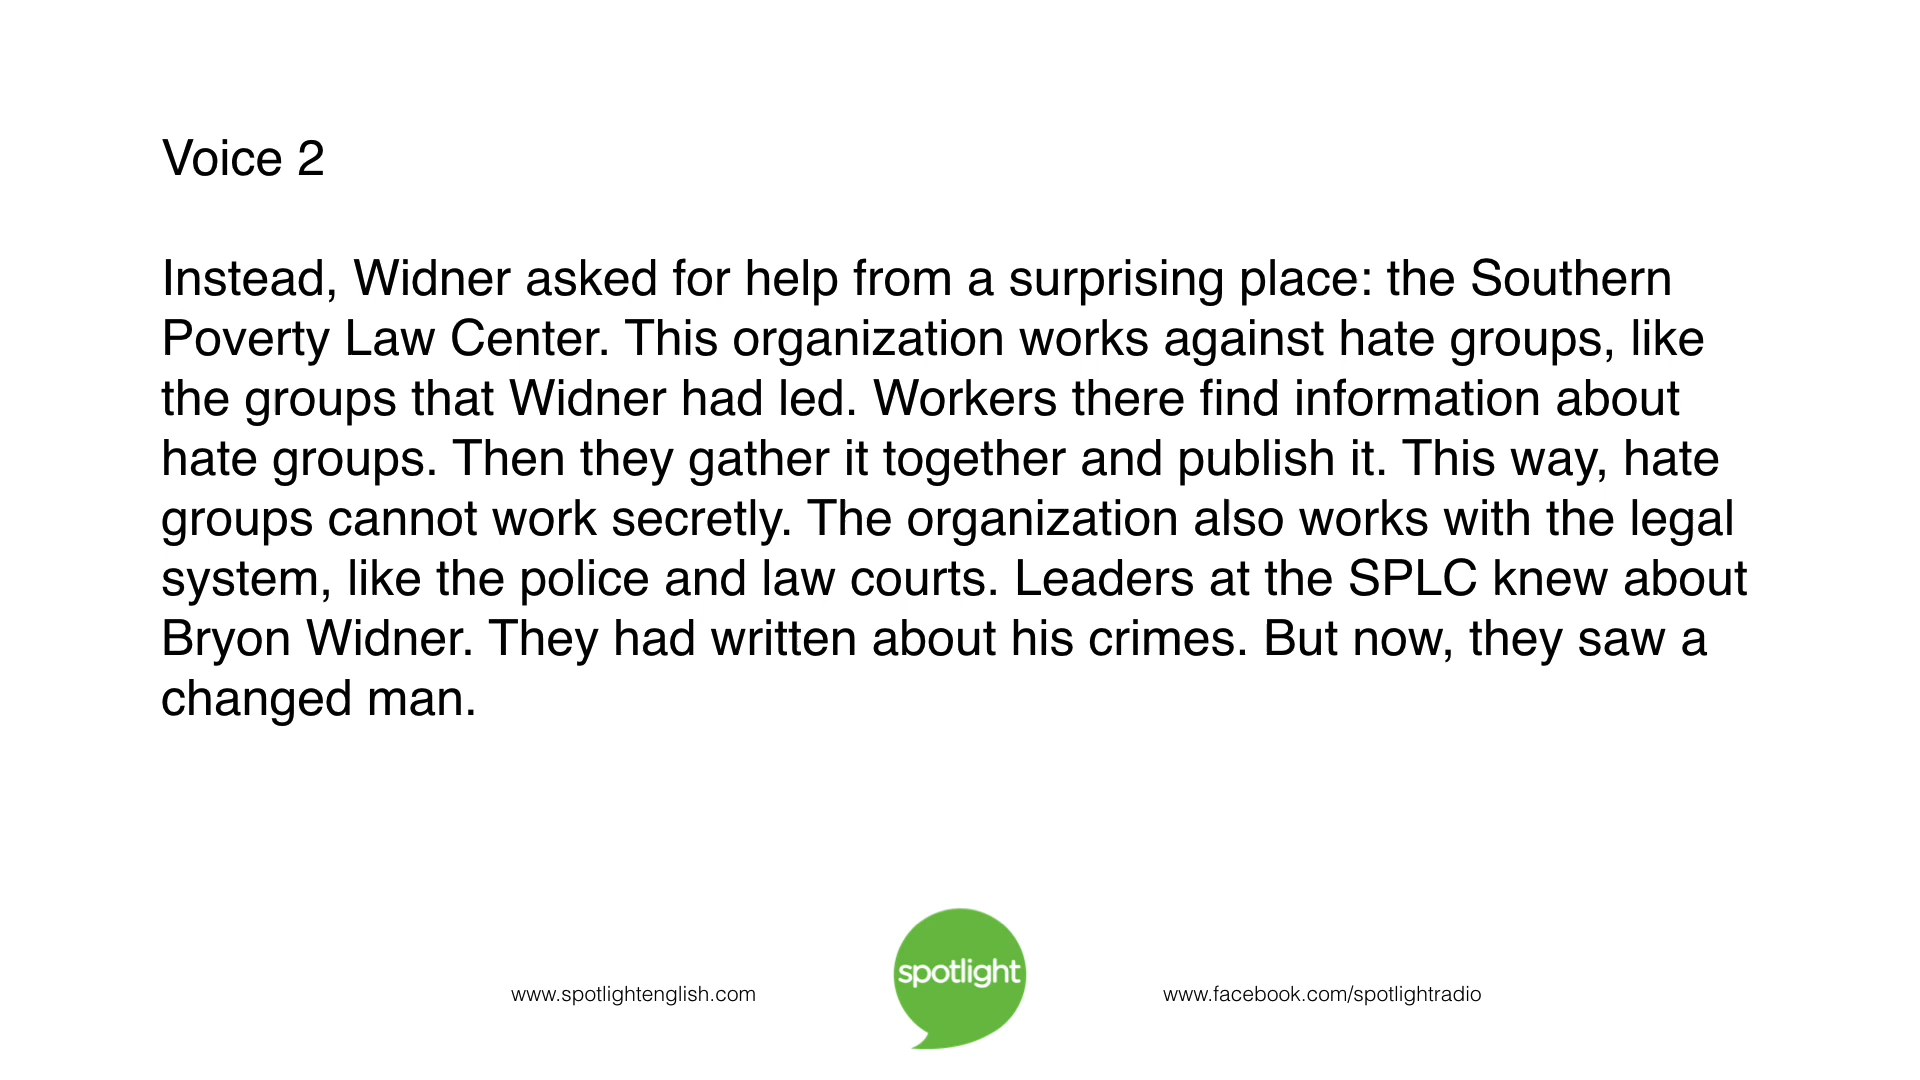 Voice 2
Instead, Widner asked for help from a surprising place: the Southern
Poverty Law Center. This organization works against hate groups, like
the groups that Widner had led. Workers there find information about
hate groups. Then they gather it together and publish it. This way, hate
groups cannot work secretly. The organization also works with the legal
system, like the police and law courts. Leaders at the SPLC knew about
Bryon Widner. They had written about his crimes. But now, they saw a
changed man.
www.spotlightenglish.com
spotlight
www.facebook.com/spotlightradio